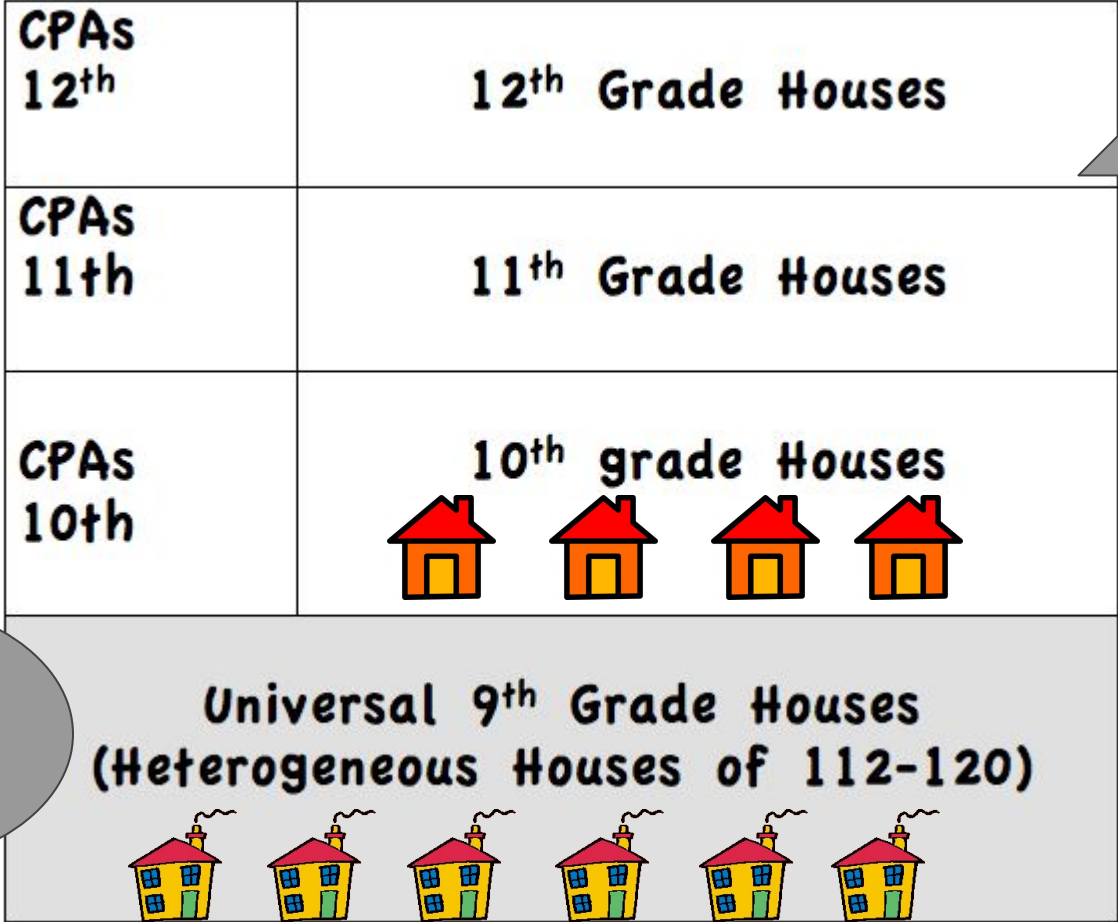 CPAs
12th
12th Grade Houses
CPAs
11th
11th Grade Houses
CPAs
10th
10th grade Houses
Universal 9th Grade Houses
(Heterogeneous Houses of 112-120)